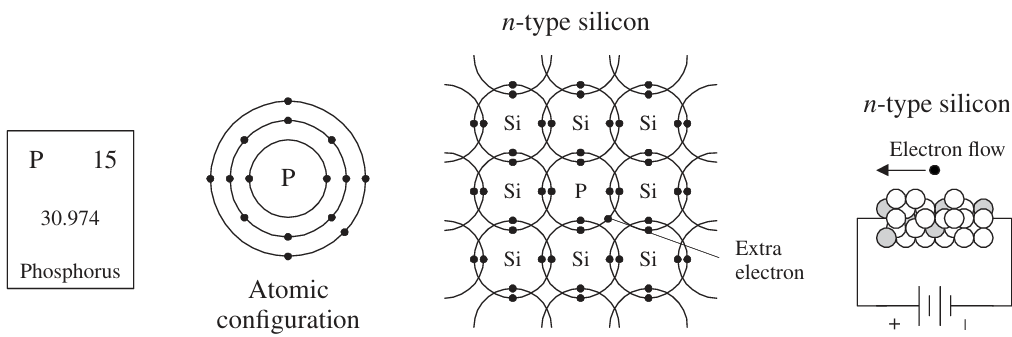 P 15
30.974
Phosphorus
P
Atomic
configuration
n-type silicon
Si Si Si
Si P Si
Si Si Si
Extra
electron
n-type silicon
Electron flow
+ –